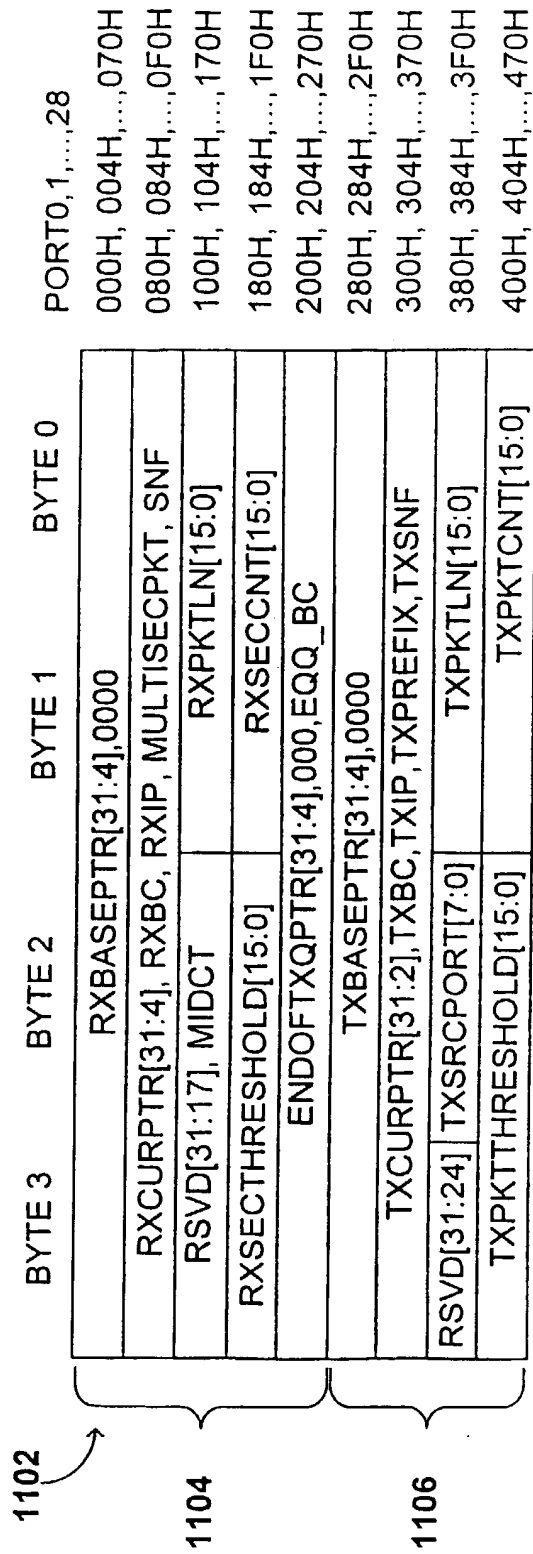 1102
BYTE 3 BYTE 2 BYTE 1 BYTE 0 PORT0,1,...,28
1104
RXBASEPTR[31:4],0000 000H, 004H,...,070H
RXCURPTR[31:4], RXBC, RXIP, MULTISECPKT, SNF 080H, 084H,...,0F0H
RSVD[31:17], MIDCT RXPKTLN[15:0] 100H, 104H,...,170H
RXSECTHRESHOLD[15:0] RXSECCNT[15:0] 180H, 184H,...,1F0H
ENDOFTXQPTR[31:4],000,EQQ_BC 200H, 204H,...,270H
1106
TXBASEPTR[31:4],0000 280H, 284H,...,2F0H
TXCURPTR[31:2],TXBC,TXIP,TXPREFIX,TXSNF 300H, 304H,...,370H
RSVD[31:24] TXSRCPORT[7:0] TXPKTLN[15:0] 380H, 384H,...,3F0H
TXPKTTHRESHOLD[15:0] TXPKTCNT[15:0] 400H, 404H,...,470H